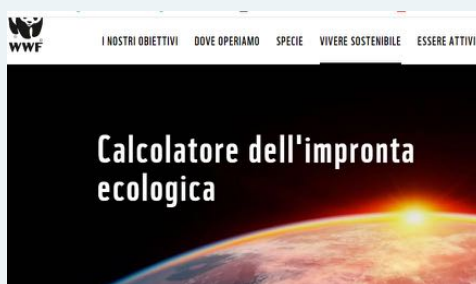 WWF
I NOSTRI OBIETTIVI DOVE OPERIAMO SPECIE VIVERE SOSTENIBILE ESSERE ATTIVI
Calcolatore dell'impronta
ecologica